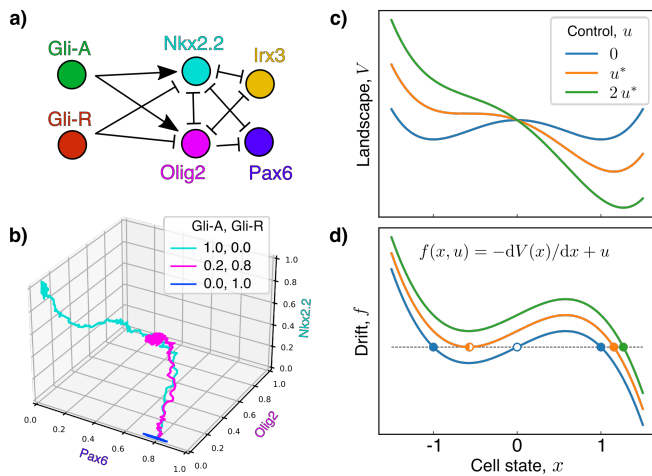 a)
Gli-A
Nkx2.2
Irx3
Gli-R
Olig2
Pax6
b)
Gli-A, Gli-R
1.0, 0.0
0.2, 0.8
0.0, 1.0
0.0
0.2
0.4
0.6
0.8
1.0
Pax6
0.0
0.2
0.4
0.6
0.8
1.0
Olig2
0.0
0.2
0.4
0.6
0.8
1.0
Nkx2.2
c)
Control, u
0
u*
2 u*
Landscape, V
d)
f(x, u) = −dV(x)/dx + u
Drift, f
-1
0
1
Cell state, x